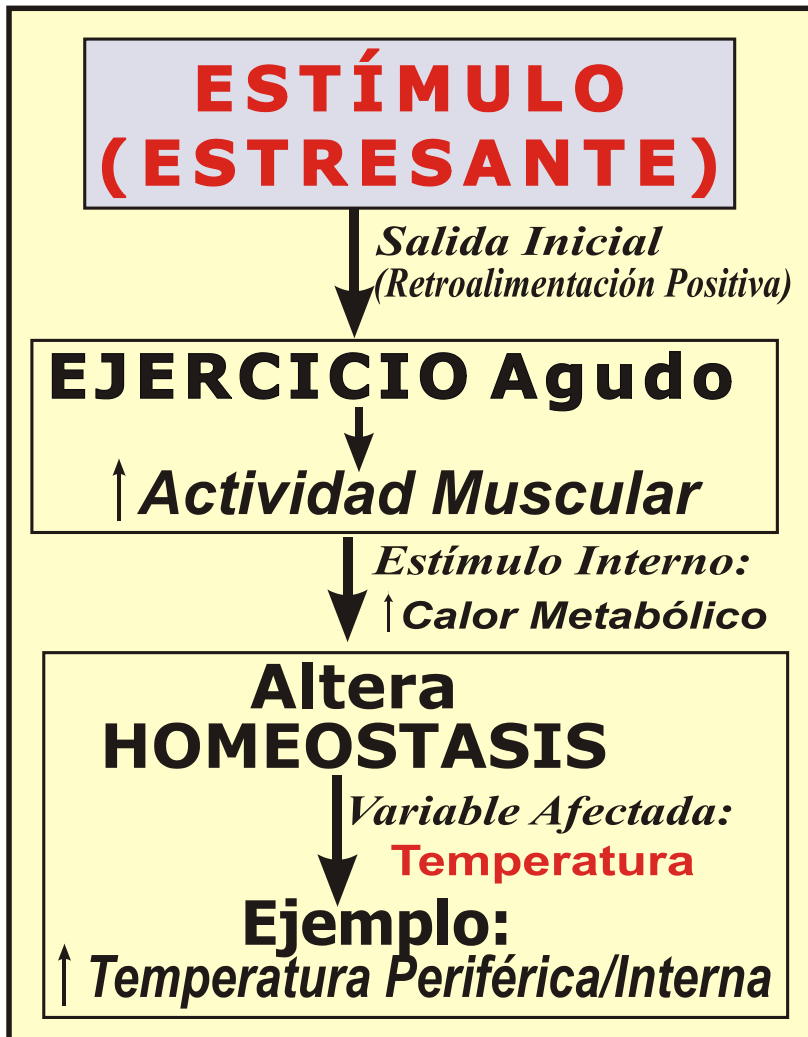 ESTÍMULO
(ESTRESANTE)
Salida Inicial
(Retroalimentación Positiva)
EJERCICIO Agudo
↑ Actividad Muscular
Estímulo Interno:
↑ Calor Metabólico
Altera
HOMEOSTASIS
Variable Afectada:
Temperatura
Ejemplo:
↑ Temperatura Periférica/Interna